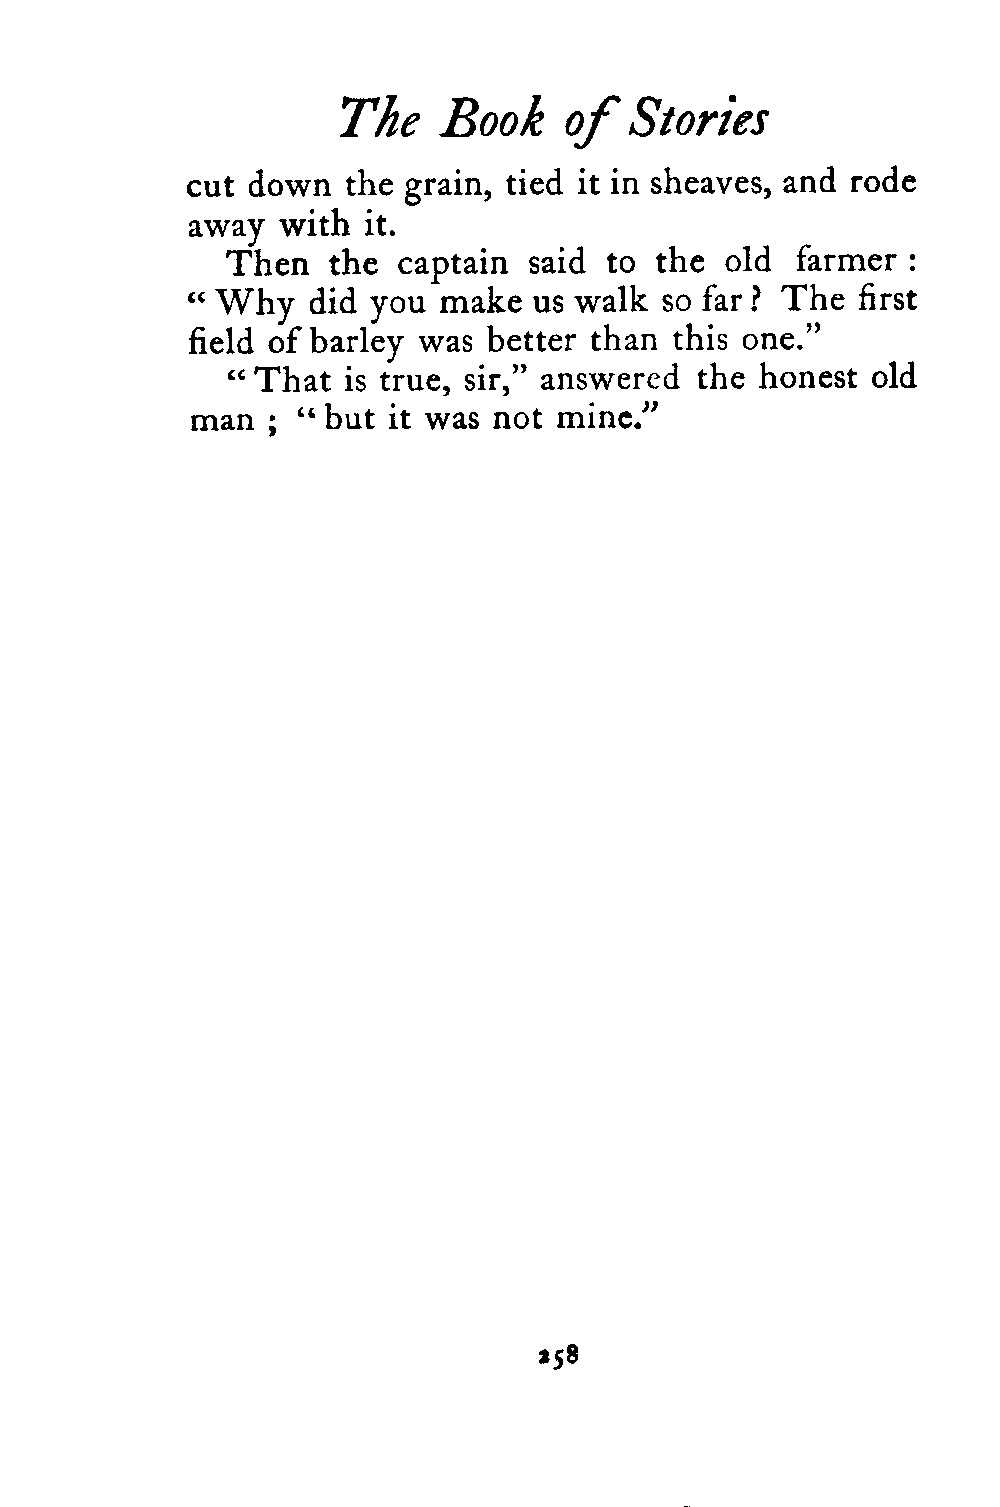 The Book of Stories
cut down the grain, tied it in sheaves, and rode
away with it.
Then the captain said to the old farmer :
“ Why did you make us walk so far ? The first
field of barley was better than this one.”
“ That is true, sir,” answered the honest old
man ; “ but it was not mine.”
258